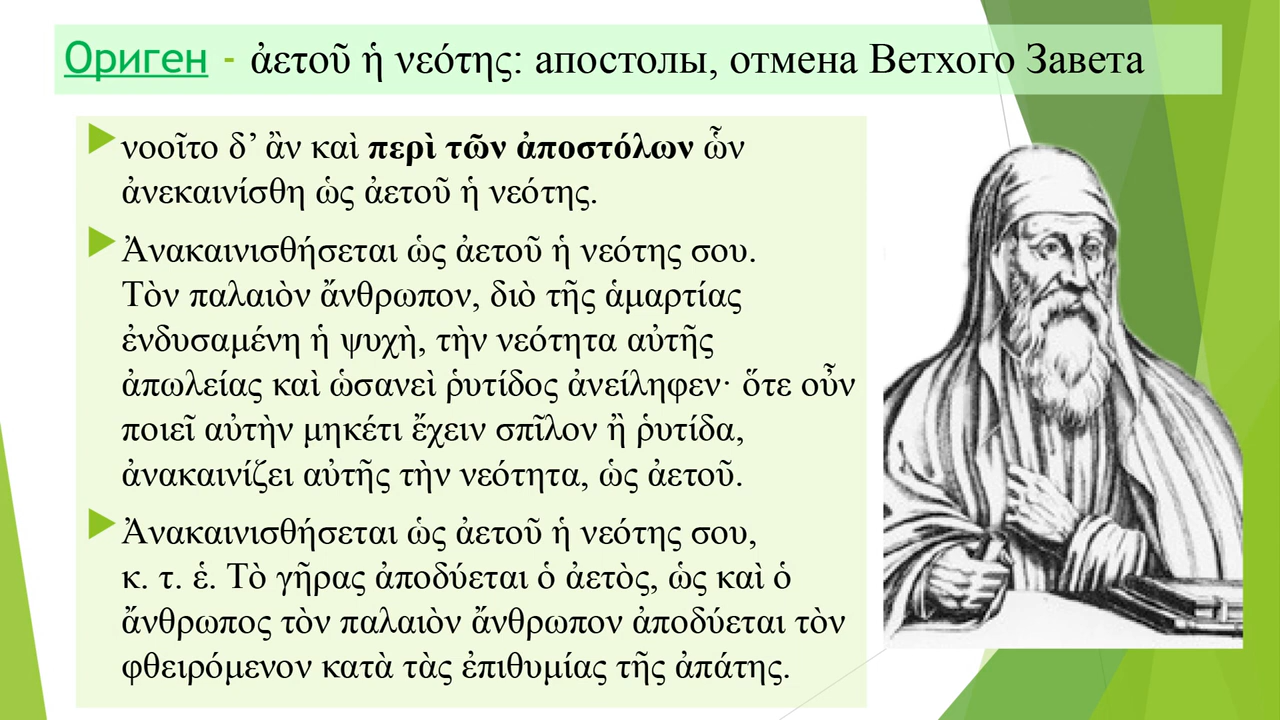 Ориген - ἀετοῦ ἡ νεότης: апостолы, отмена Ветхого Завета
νοοῖτο δ’ ἂν καὶ περὶ τῶν ἀποστόλων ὧν
ἀνεκαινίσθη ὡς ἀετοῦ ἡ νεότης.
Ἀνακαινισθήσεται ὡς ἀετοῦ ἡ νεότης σου.
Τὸν παλαιὸν ἄνθρωπον, διὸ τῆς ἁμαρτίας
ἐνδυσαμένη ἡ ψυχὴ, τὴν νεότητα αὐτῆς
ἀπωλείας καὶ ὡσανεὶ ῥυτίδος ἀνείληφεν· ὅτε οὖν
ποιεῖ αὐτὴν μηκέτι ἔχειν σπῖλον ἢ ῥυτίδα,
ἀνακαινίζει αὐτῆς τὴν νεότητα, ὡς ἀετοῦ.
Ἀνακαινισθήσεται ὡς ἀετοῦ ἡ νεότης σου,
κ. τ. ἑ. Τὸ γῆρας ἀποδύεται ὁ ἀετὸς, ὡς καὶ ὁ
ἄνθρωπος τὸν παλαιὸν ἄνθρωπον ἀποδύεται τὸν
φθειρόμενον κατὰ τὰς ἐπιθυμίας τῆς ἀπάτης.